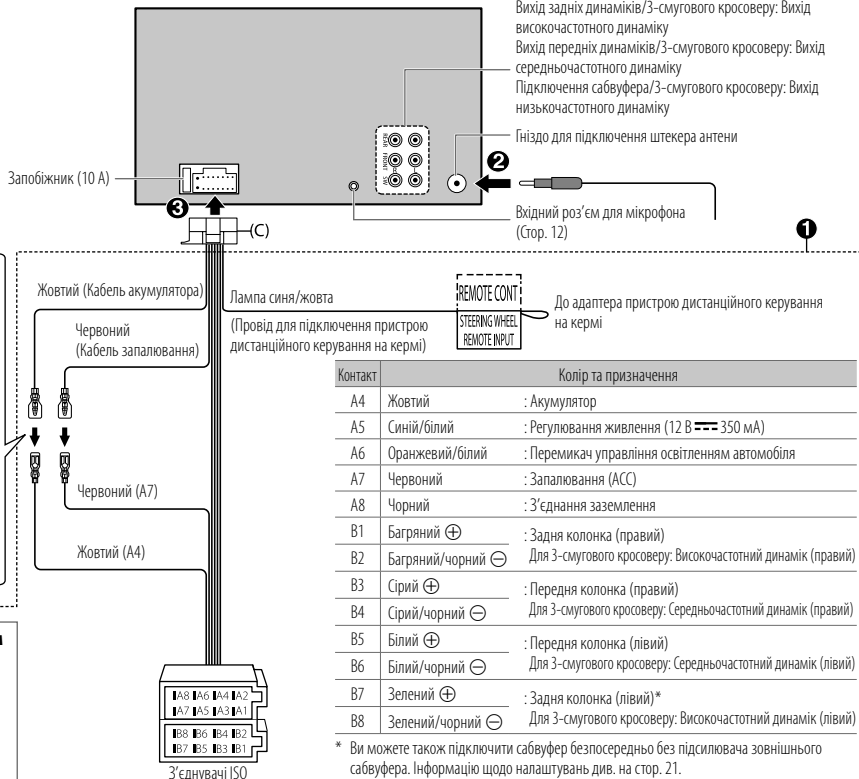 Вихід задніх динаміків/3-смугового кросоверу: Вихід
високочастотного динаміку
Вихід передніх динаміків/3-смугового кросоверу: Вихід
середньочастотного динаміку
Підключення сабвуфера/3-смугового кросоверу: Вихід
низькочастотного динаміку
REAR FRONT SW
Гніздо для підключення штекера антени
2
Запобіжник (10 А)
3
(C)
Вхідний роз’єм для мікрофона
(Стор. 12)
1
Жовтий (Кабель акумулятора)
Червоний
(Кабель запалювання)
Лампа синя/жовта
(Провід для підключення пристрою
дистанційного керування на кермі)
REMOTE CONT
STEERING WHEEL
REMOTE INPUT
До адаптера пристрою дистанційного керування
на кермі
Червоний (A7)
Жовтий (A4)
Контакт Колір та призначення
A4 Жовтий : Акумулятор
A5 Синій/білий : Регулювання живлення (12 В ⎓ 350 мА)
A6 Оранжевий/білий : Перемикач управління освітленням автомобіля
A7 Червоний : Запалювання (ACC)
A8 Чорний : З’єднання заземлення
B1 Багряний ⊕ : Задня колонка (правий)
B2 Багряний/чорний ⊖ Для 3-смугового кросоверу: Високочастотний динамік (правий)
B3 Сірий ⊕ : Передня колонка (правий)
B4 Сірий/чорний ⊖ Для 3-смугового кросоверу: Середньочастотний динамік (правий)
B5 Білий ⊕ : Передня колонка (лівий)
B6 Білий/чорний ⊖ Для 3-смугового кросоверу: Середньочастотний динамік (лівий)
B7 Зелений ⊕ : Задня колонка (лівий)*
B8 Зелений/чорний ⊖ Для 3-смугового кросоверу: Високочастотний динамік (лівий)
* Ви можете також підключити сабвуфер безпосередньо без підсилювача зовнішнього
сабвуфера. Інформацію щодо налаштувань див. на стор. 21.
A8 A6 A4 A2
A7 A5 A3 A1
B8 B6 B4 B2
B7 B5 B3 B1
З’єднувачі ISO